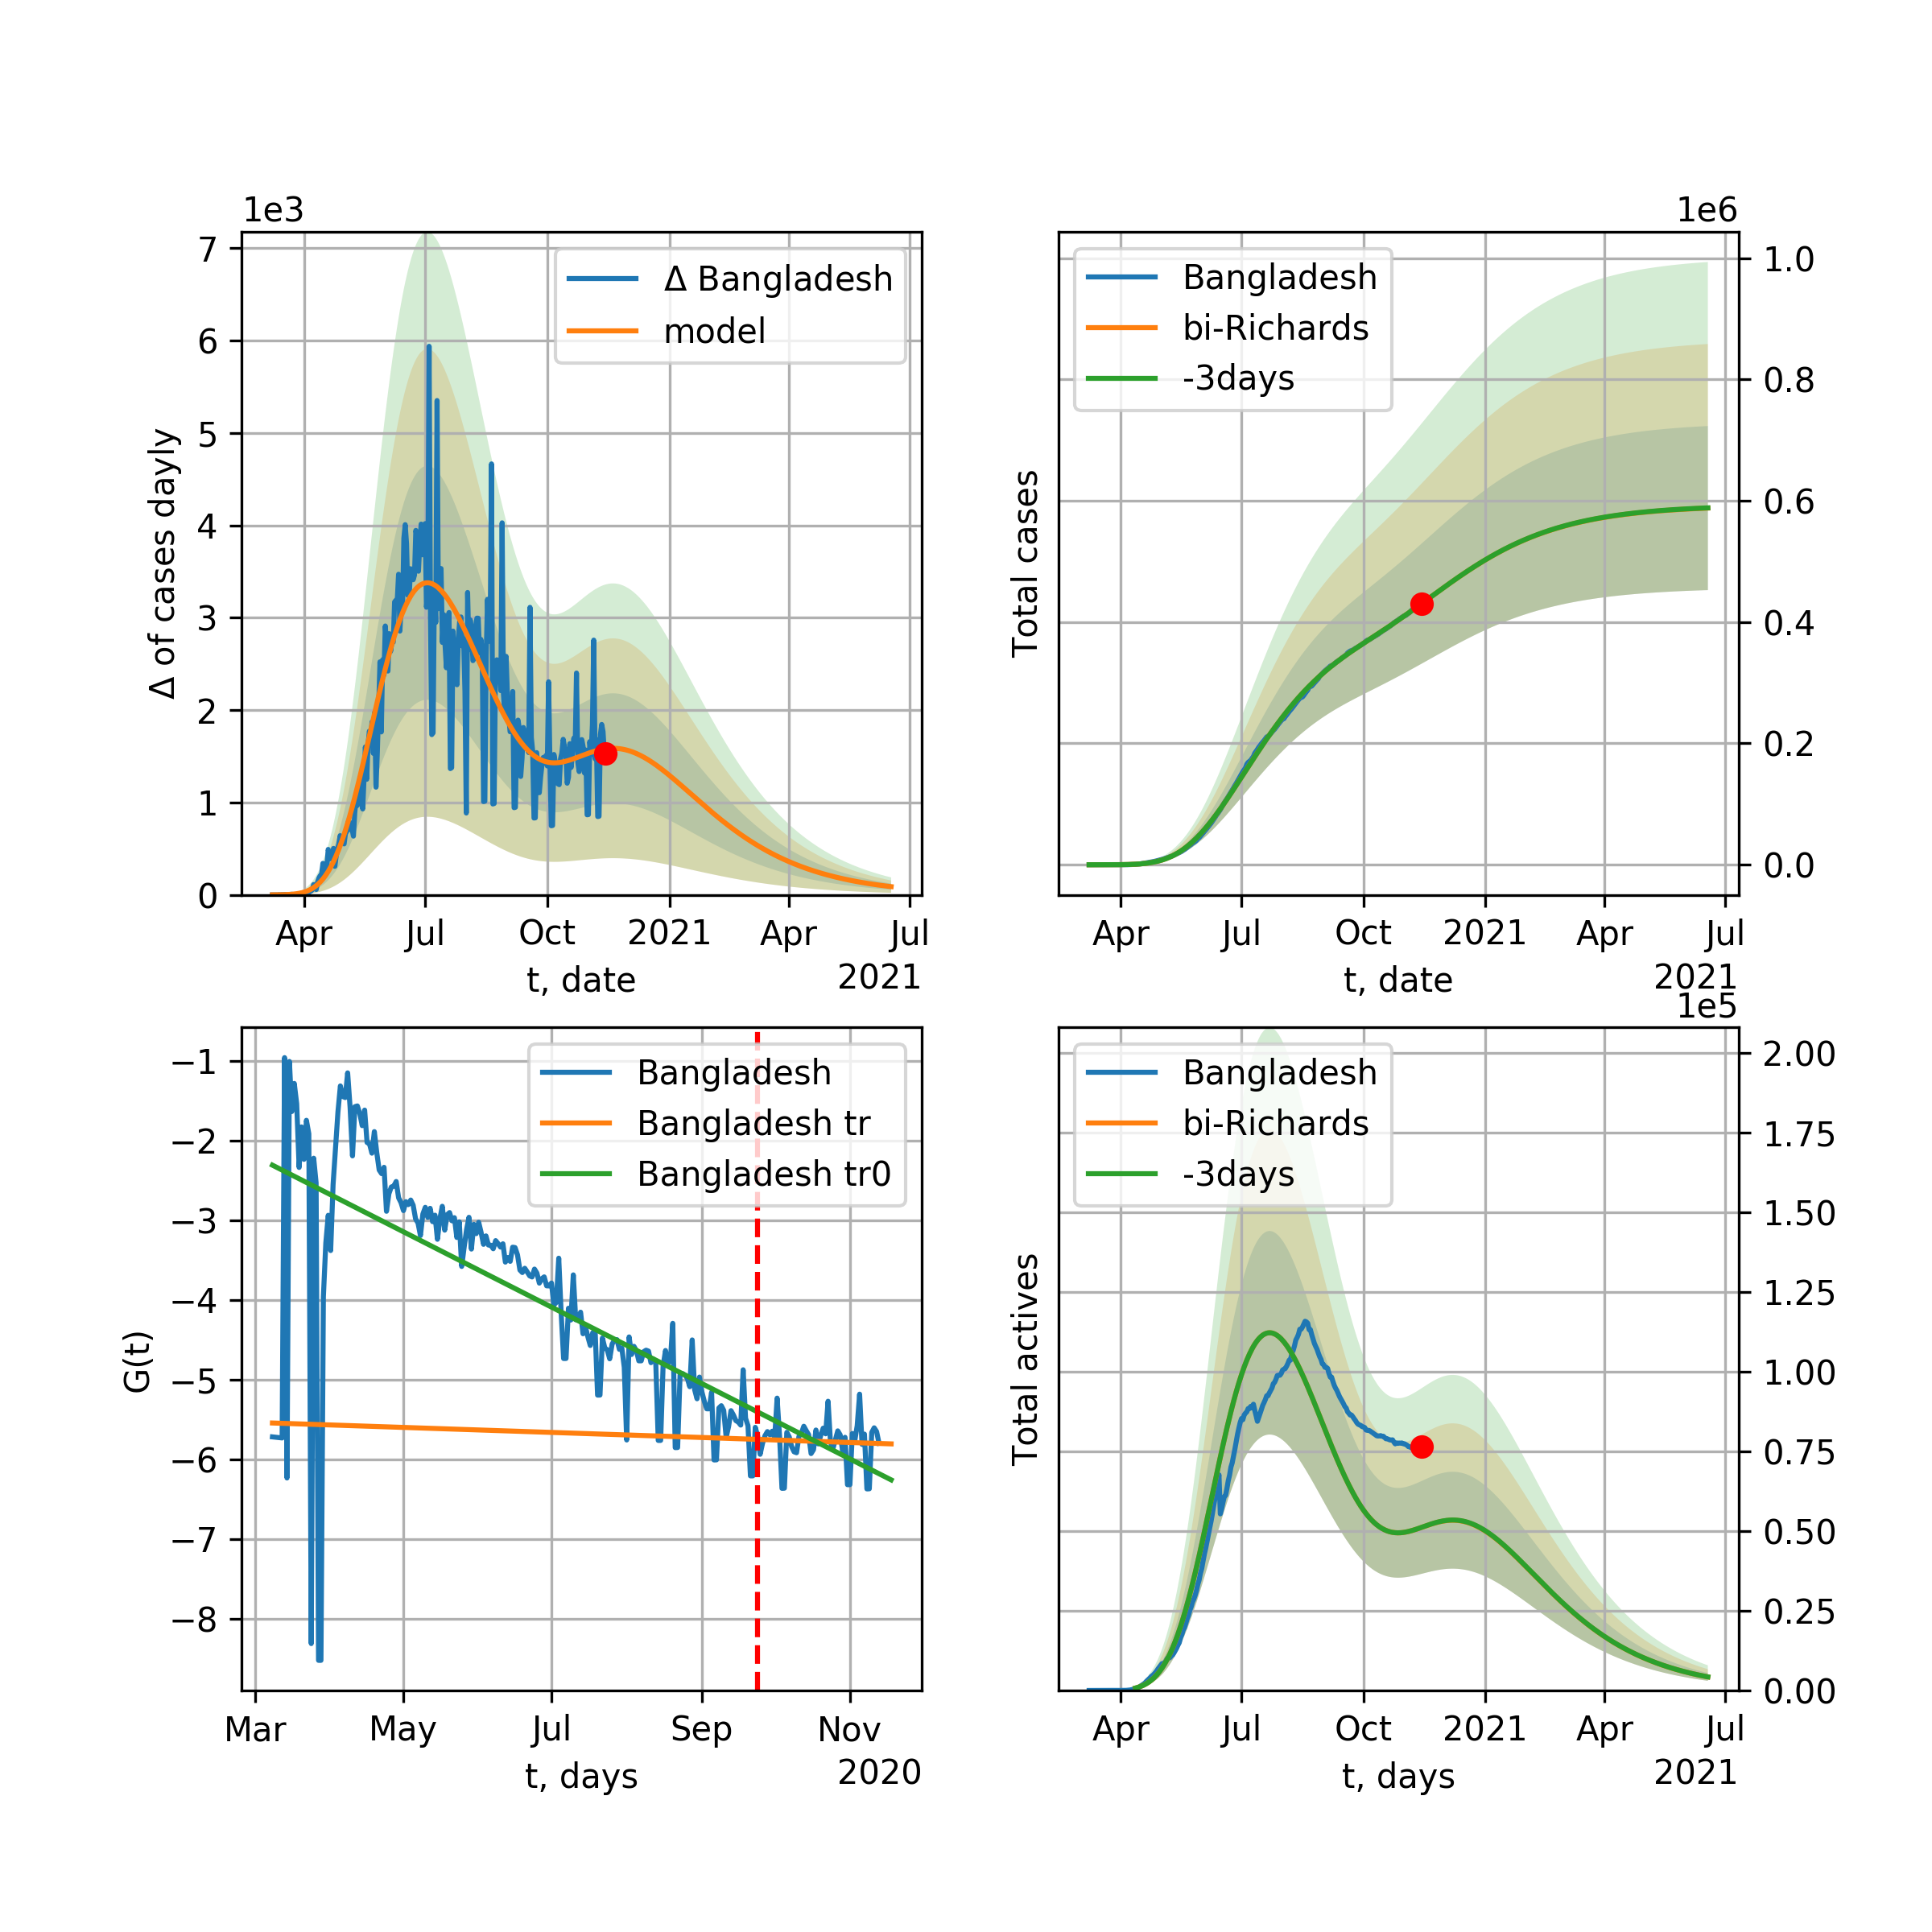 1e3
7
6
5
4
3
2
1
0
Δ of cases dayly
Δ Bangladesh
model
Apr Jul Oct 2021 Apr Jul
t, date
2021
1e6
1.0
0.8
0.6
0.4
0.2
0.0
Total cases
Bangladesh
bi-Richards
-3days
Apr Jul Oct 2021 Apr Jul
t, date
2021
−1
−2
−3
−4
−5
−6
−7
−8
G(t)
Bangladesh
Bangladesh tr
Bangladesh tr0
Mar May Jul Sep Nov
t, days
2020
1e5
2.00
1.75
1.50
1.25
1.00
0.75
0.50
0.25
0.00
Total actives
Bangladesh
bi-Richards
-3days
Apr Jul Oct 2021 Apr Jul
t, days
2021